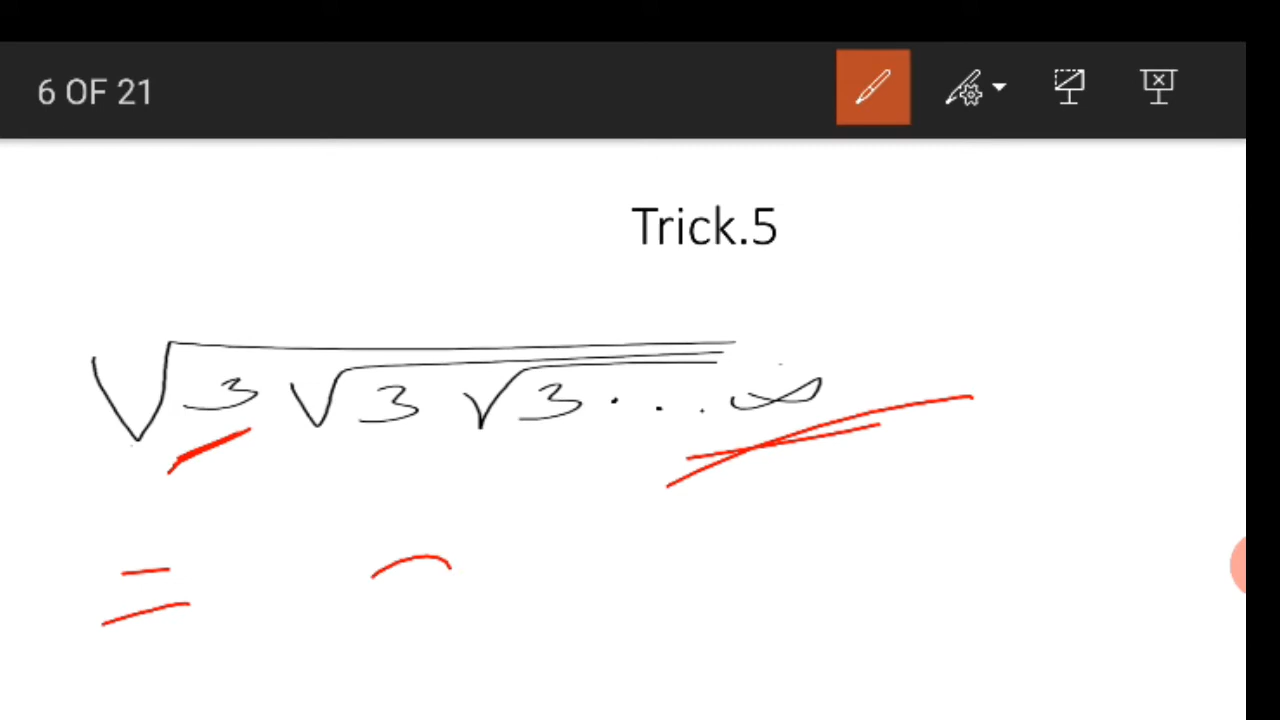 6 OF 21
Trick.5
√3√3√3....∞
=